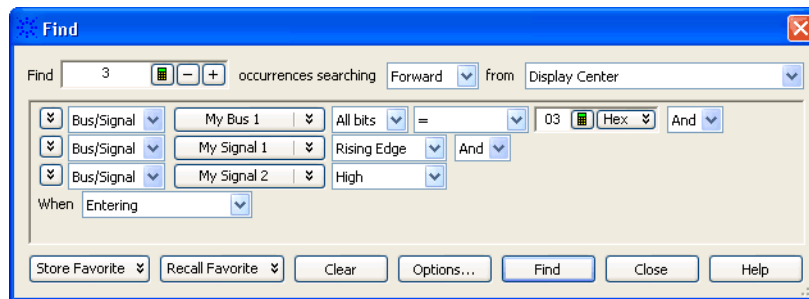 Find
Find 3 - + occurrences searching Forward from Display Center
Bus/Signal My Bus 1 All bits = 03 Hex And
Bus/Signal My Signal 1 Rising Edge And
Bus/Signal My Signal 2 High
When Entering
Store Favorite Recall Favorite Clear Options... Find Close Help